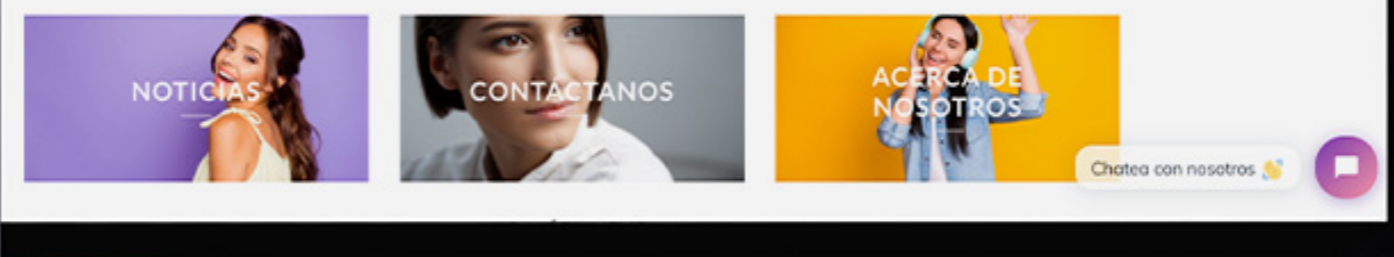 NOTICIAS
CONTÁCTANOS
ACERCA DE
NOSOTROS
Chatea con nosotros 👋